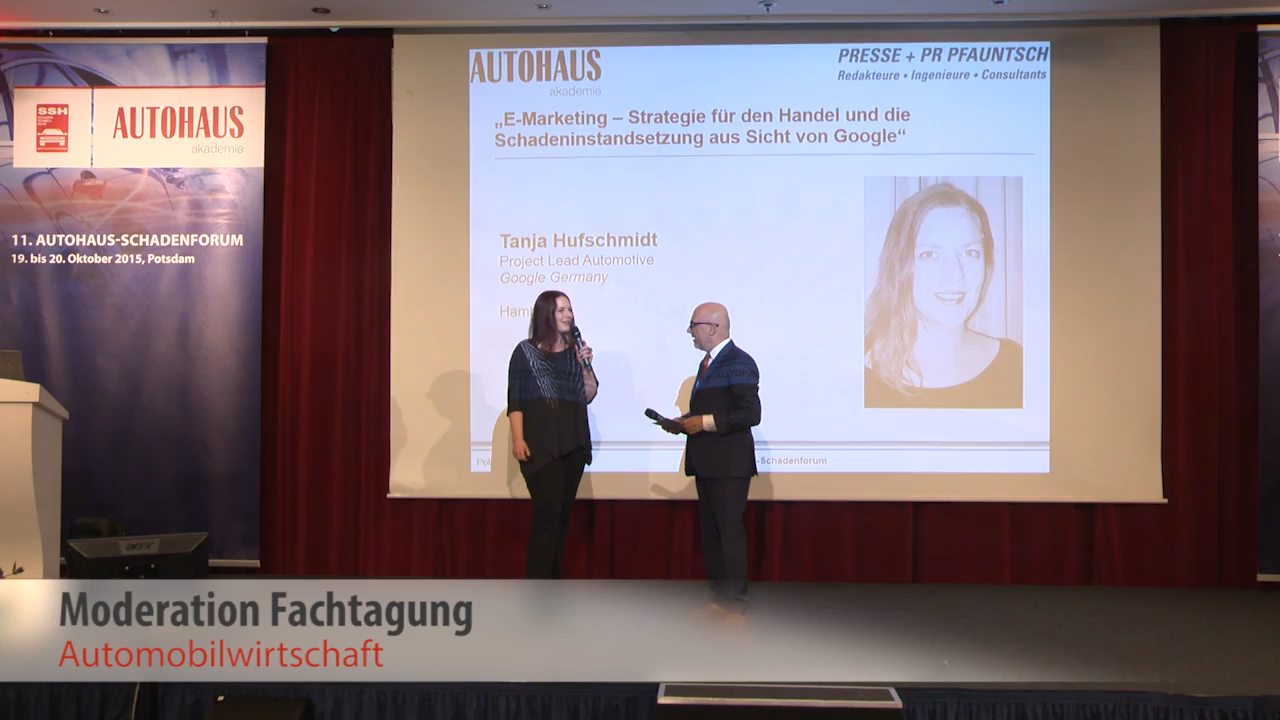 SSH
AUTOHAUS
akademie
11. AUTOHAUS-SCHADENFORUM
19. bis 20. Oktober 2015, Potsdam
AUTOHAUS
akademie
PRESSE + PR PFAUNTSCH
Redakteure • Ingenieure • Consultants
„E-Marketing – Strategie für den Handel und die
Schadeninstandsetzung aus Sicht von Google“
Tanja Hufschmidt
Project Lead Automotive
Google Germany
-Schadenforum
acer
Moderation Fachtagung
Automobilwirtschaft